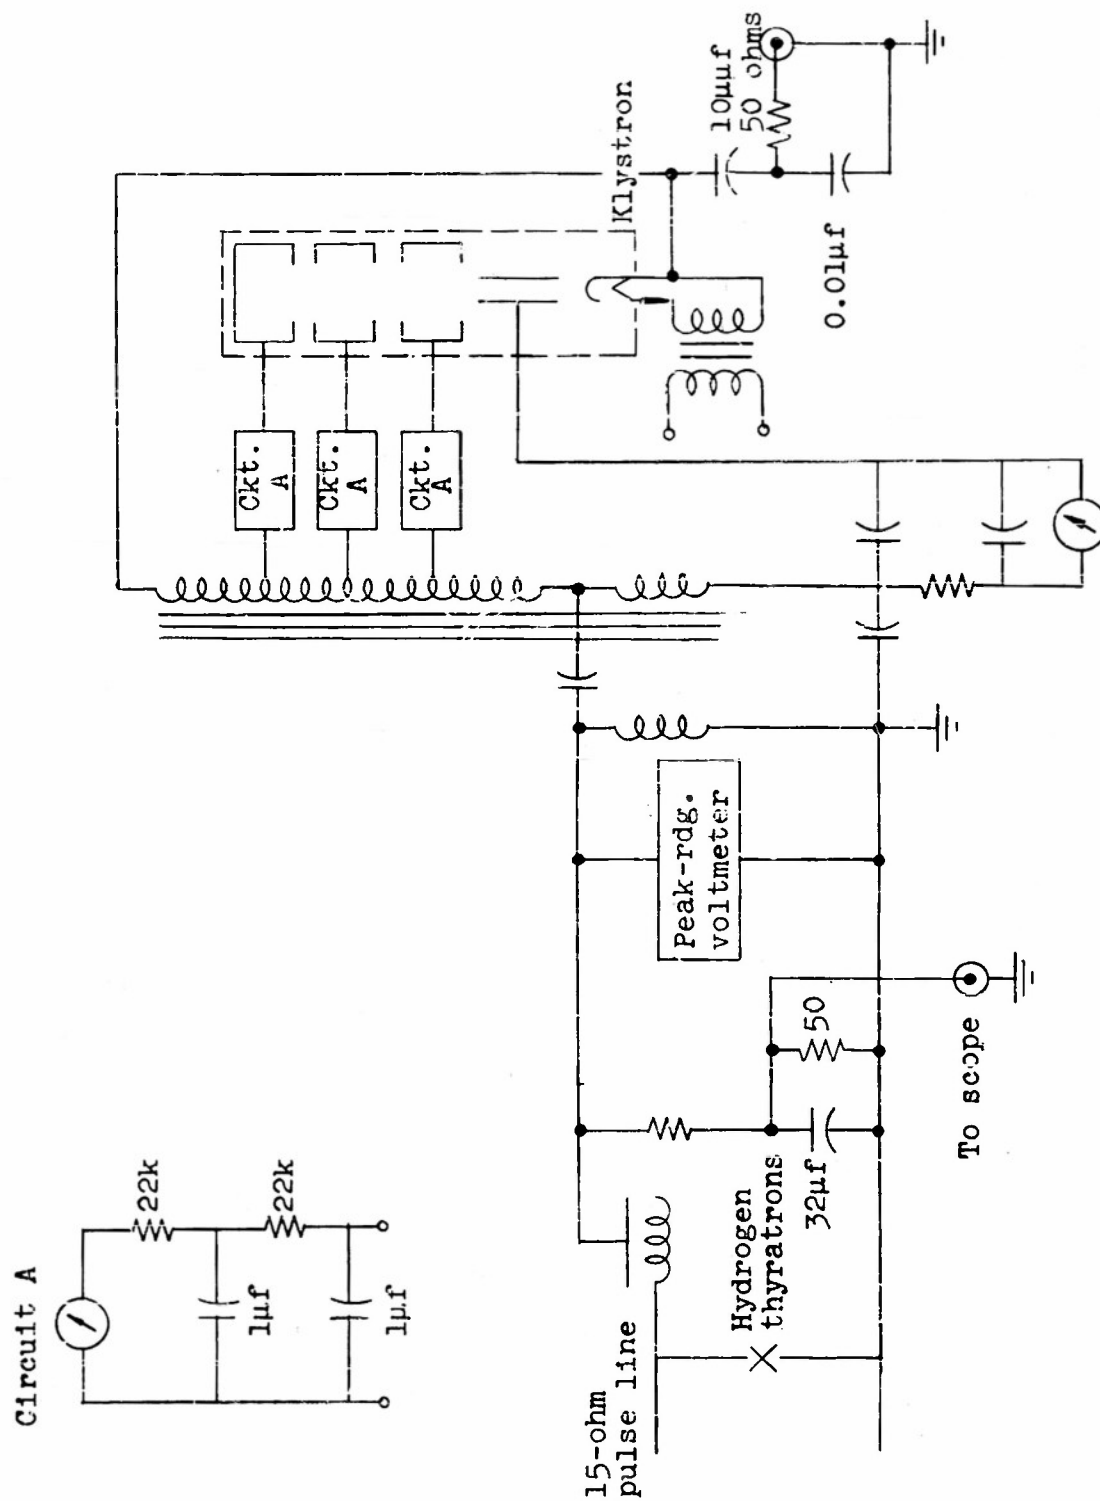 Circuit A
22k
22k
1μf
1μf
15-ohm
pulse line
Hydrogen
thyratrons
32μf
50
To scope
Peak-rdg.
voltmeter
Ckt.
A
Ckt.
A
Ckt.
A
Klystron
10μμf
50 ohms
0.01μf